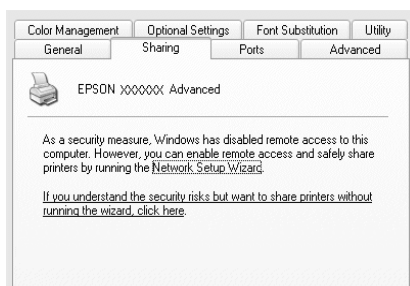 Color Management Optional Settings Font Substitution Utility
General Sharing Ports Advanced
EPSON XXXXXX Advanced
As a security measure, Windows has disabled remote access to this
computer. However, you can enable remote access and safely share
printers by running the Network Setup Wizard.
If you understand the security risks but want to share printers without
running the wizard, click here.